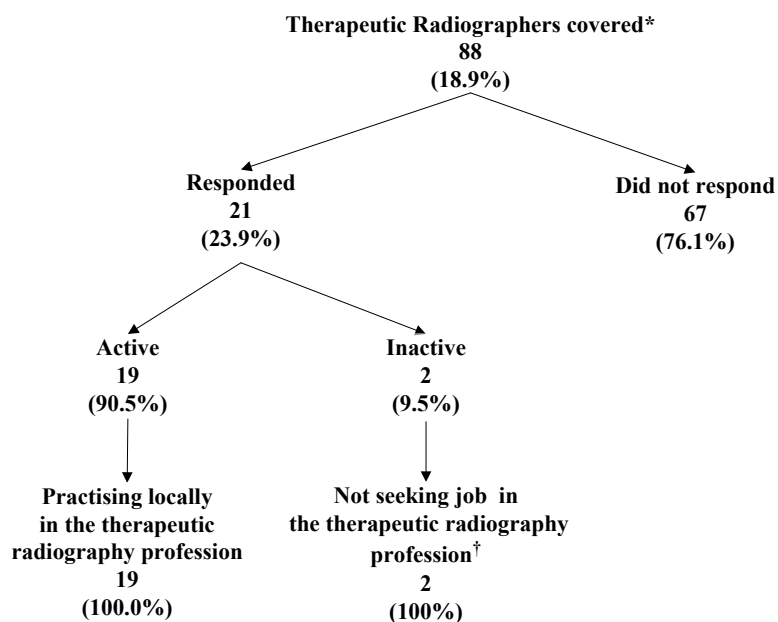 Therapeutic Radiographers covered*
88
(18.9%)
Responded
21
(23.9%)
Did not respond
67
(76.1%)
Active
19
(90.5%)
Inactive
2
(9.5%)
Practising locally
in the therapeutic
radiography profession
19
(100.0%)
Not seeking job in
the therapeutic radiography
profession†
2
(100%)